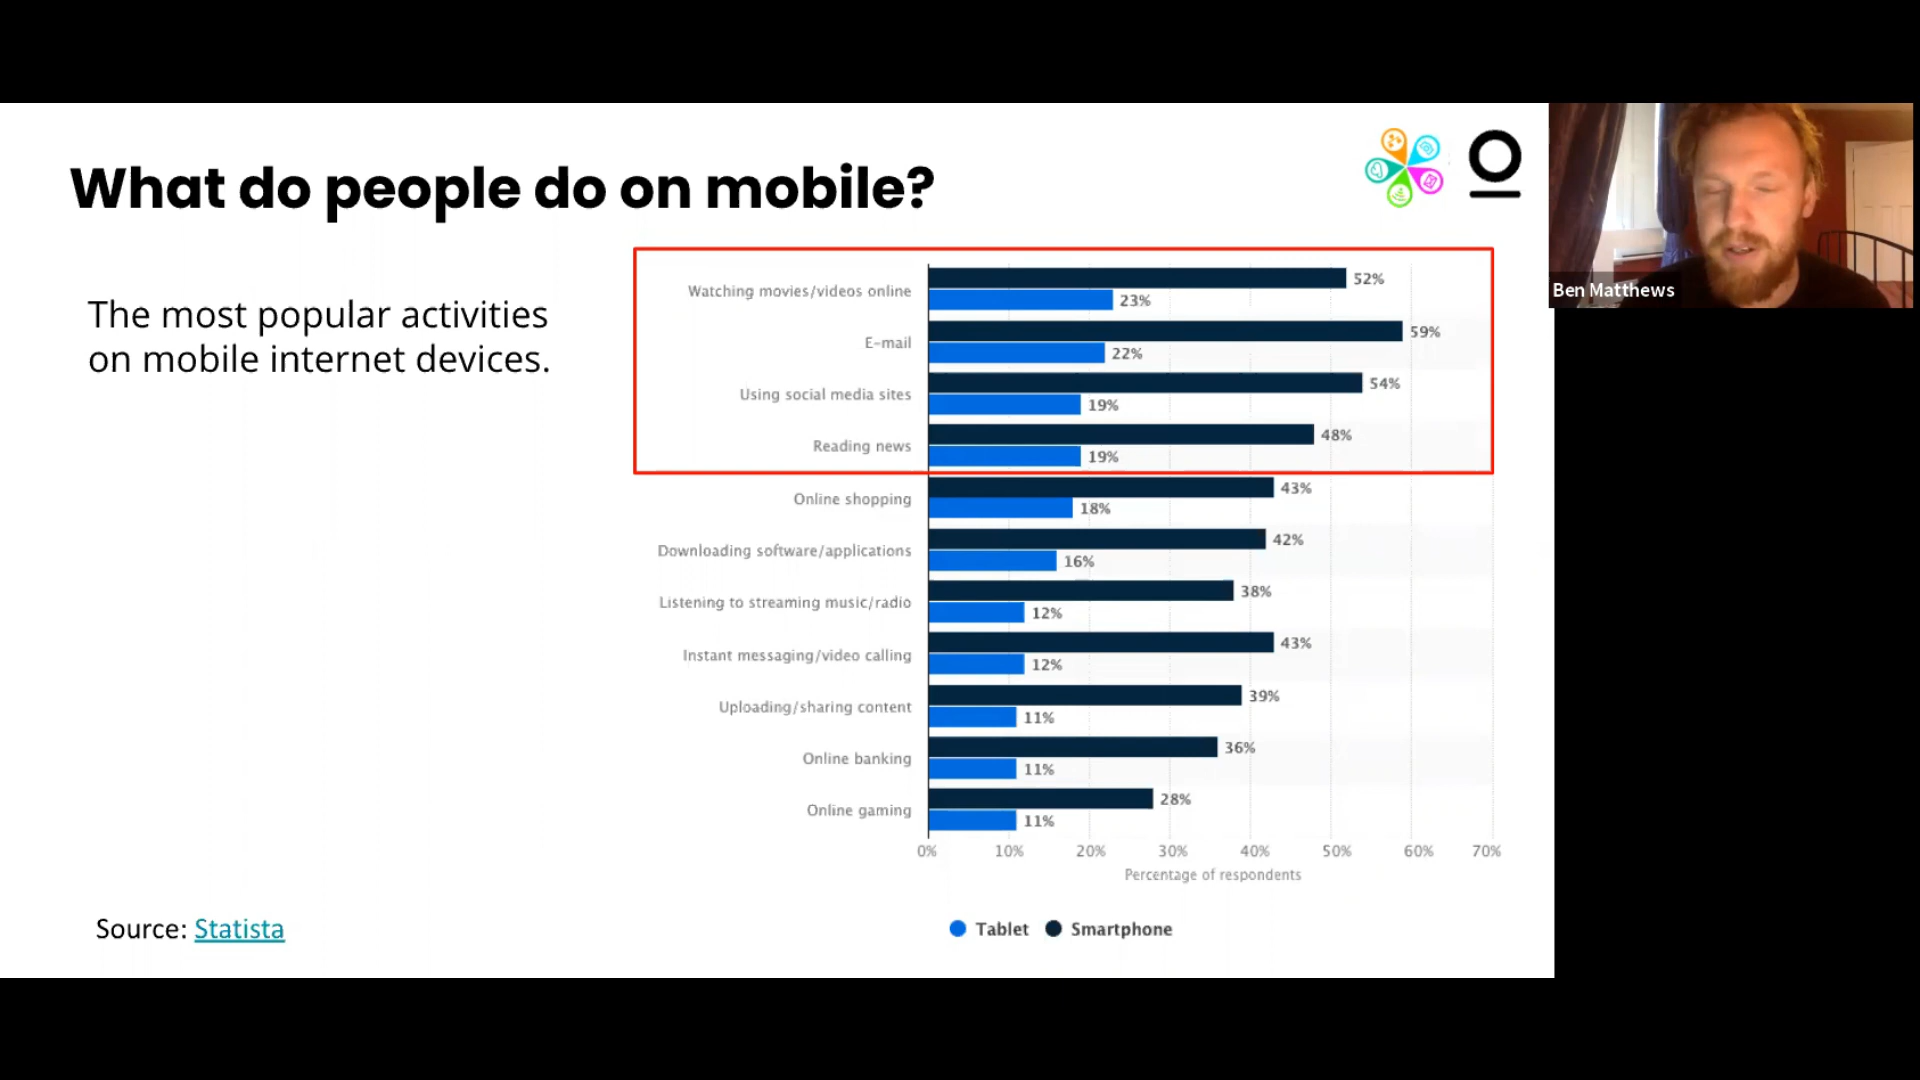 What do people do on mobile?
The most popular activities
on mobile internet devices.
Watching movies/videos online
52%
23%
E-mail
59%
22%
Using social media sites
54%
19%
Reading news
48%
19%
Online shopping
43%
18%
Downloading software/applications
42%
16%
Listening to streaming music/radio
38%
12%
Instant messaging/video calling
43%
12%
Uploading/sharing content
39%
11%
Online banking
36%
11%
Online gaming
28%
11%
0% 10% 20% 30% 40% 50% 60% 70%
Percentage of respondents
Tablet Smartphone
Source: Statista
Ben Matthews